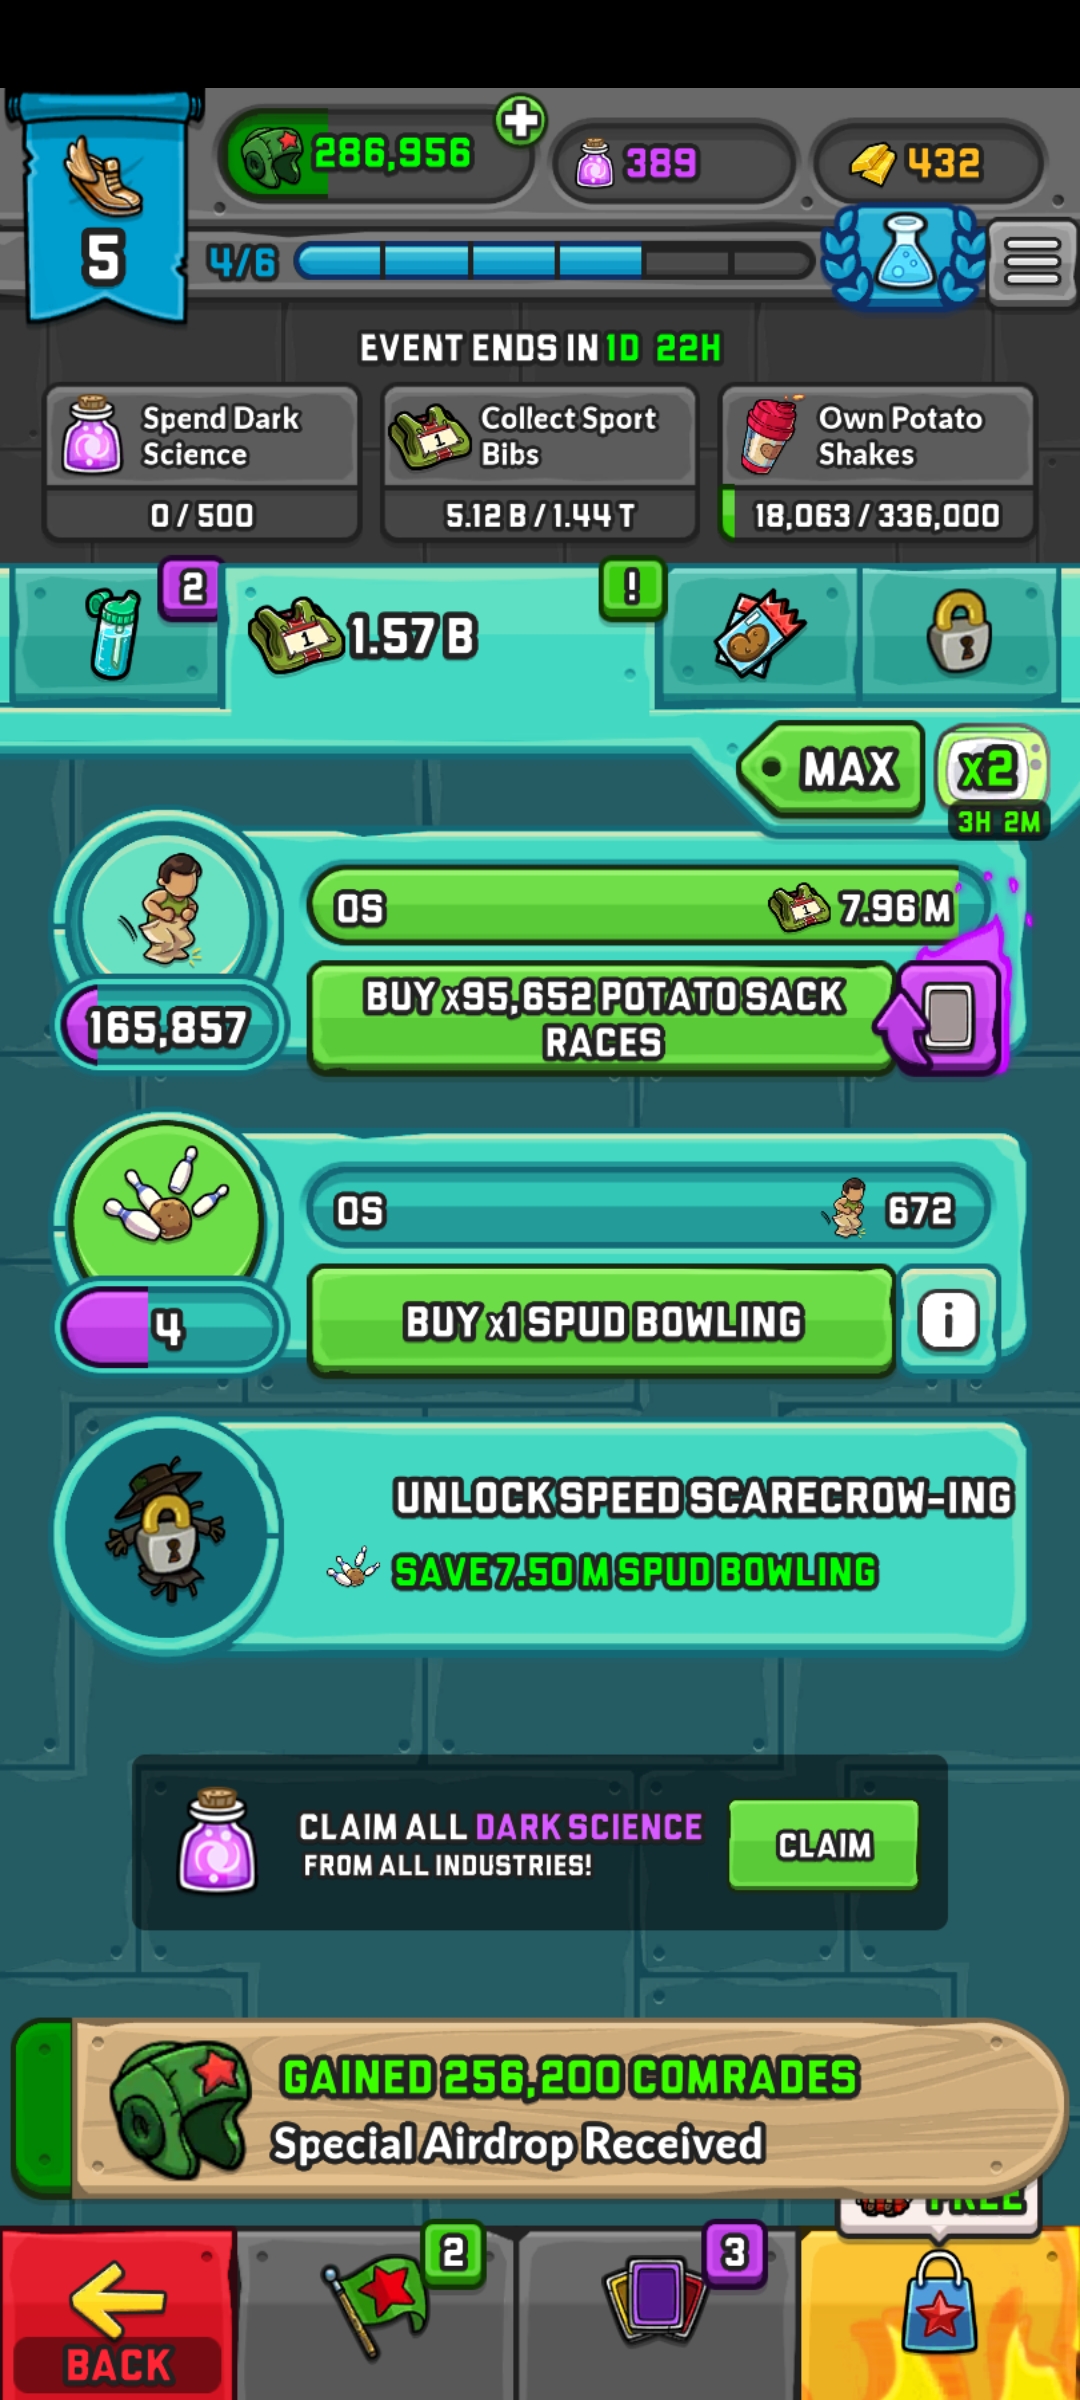 286,956
389
432
5
4/6
EVENT ENDS IN 1D 22H
Spend Dark Science
0 / 500
Collect Sport Bibs
5.12 B / 1.44 T
Own Potato Shakes
18,063 / 336,000
2
1
1.57 B
!
MAX
x2
3H 2M
0S
1
7.96 M
165,857
BUY x95,652 POTATO SACK
RACES
0S
672
4
BUY x1 SPUD BOWLING
i
UNLOCK SPEED SCARECROW-ING
SAVE 7.50 M SPUD BOWLING
CLAIM ALL DARK SCIENCE
FROM ALL INDUSTRIES!
CLAIM
GAINED 256,200 COMRADES
Special Airdrop Received
FREE
2
3
BACK